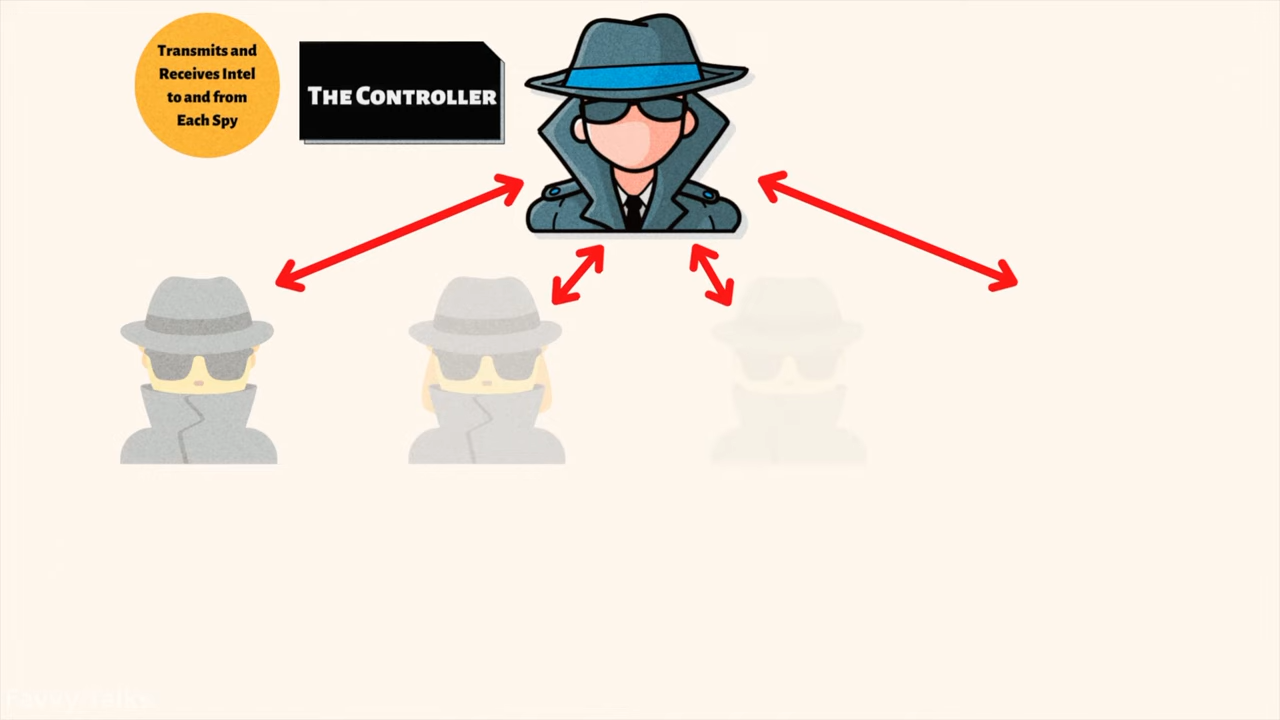 Transmits and
Receives Intel
to and from
Each Spy
The Controller